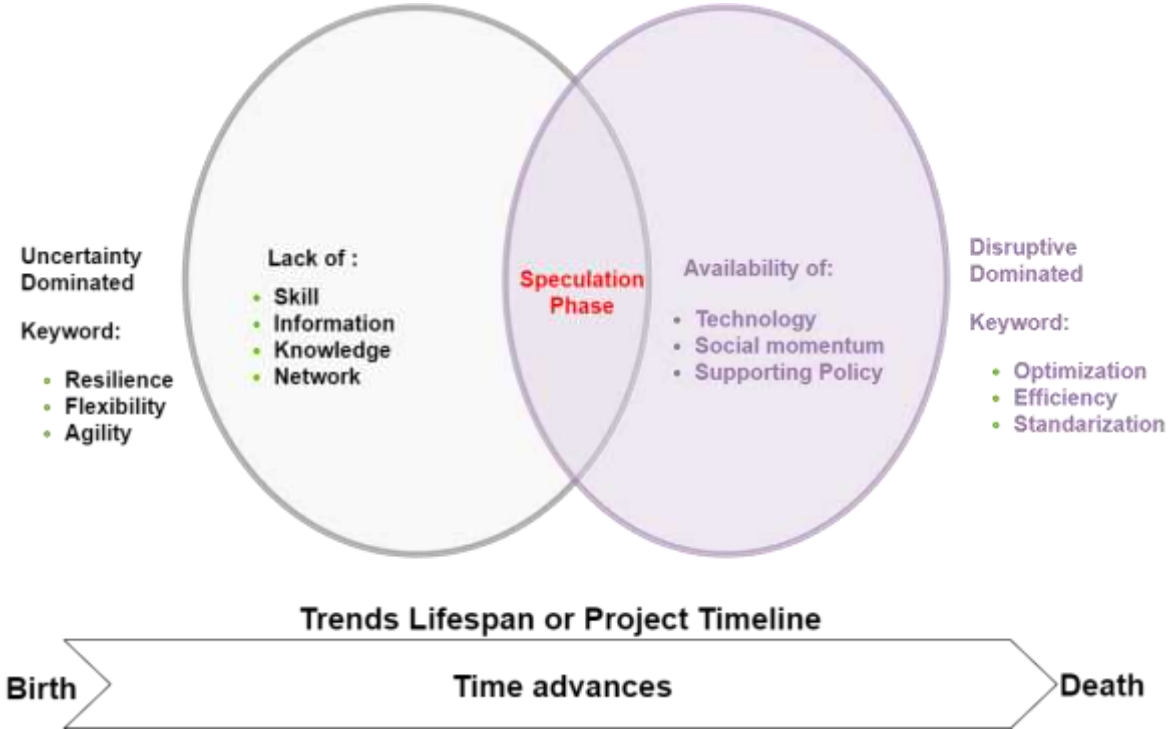 Uncertainty
Dominated
Keyword:
Resilience
Flexibility
Agility
Lack of :
Skill
Information
Knowledge
Network
Speculation
Phase
Availability of:
Technology
Social momentum
Supporting Policy
Disruptive
Dominated
Keyword:
Optimization
Efficiency
Standarization
Trends Lifespan or Project Timeline
Birth
Time advances
Death